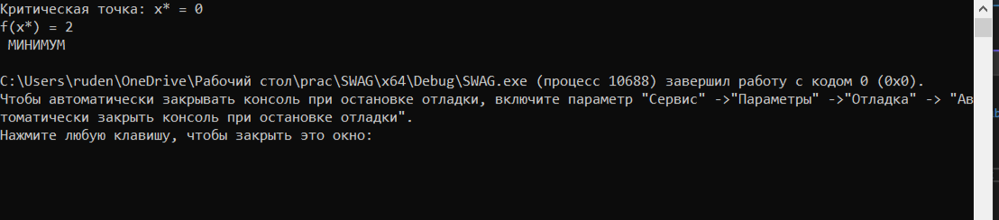 Критическая точка: x* = 0
f(x*) = 2
МИНИМУМ
C:\Users\ruden\OneDrive\Рабочий стол\prac\SWAG\x64\Debug\SWAG.exe (процесс 10688) завершил работу с кодом 0 (0x0).
Чтобы автоматически закрывать консоль при остановке отладки, включите параметр "Сервис" ->"Параметры" ->"Отладка" -> "Ав
томатически закрыть консоль при остановке отладки".
Нажмите любую клавишу, чтобы закрыть это окно: